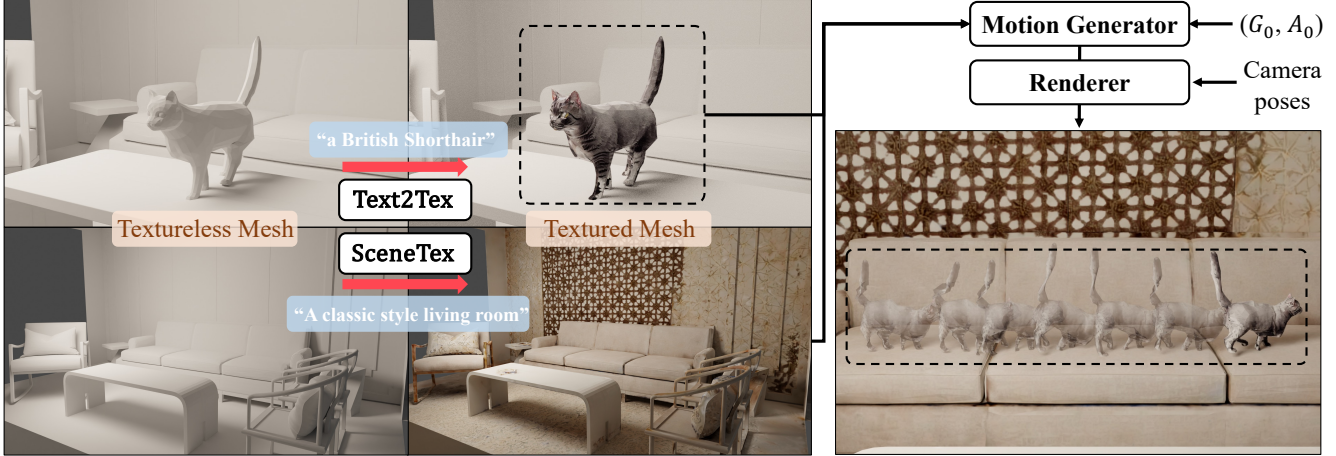 “a British Shorthair”
Text2Tex
Textureless Mesh
Textured Mesh
SceneTex
“A classic style living room”
Motion Generator
(G₀, A₀)
Renderer
Camera
poses